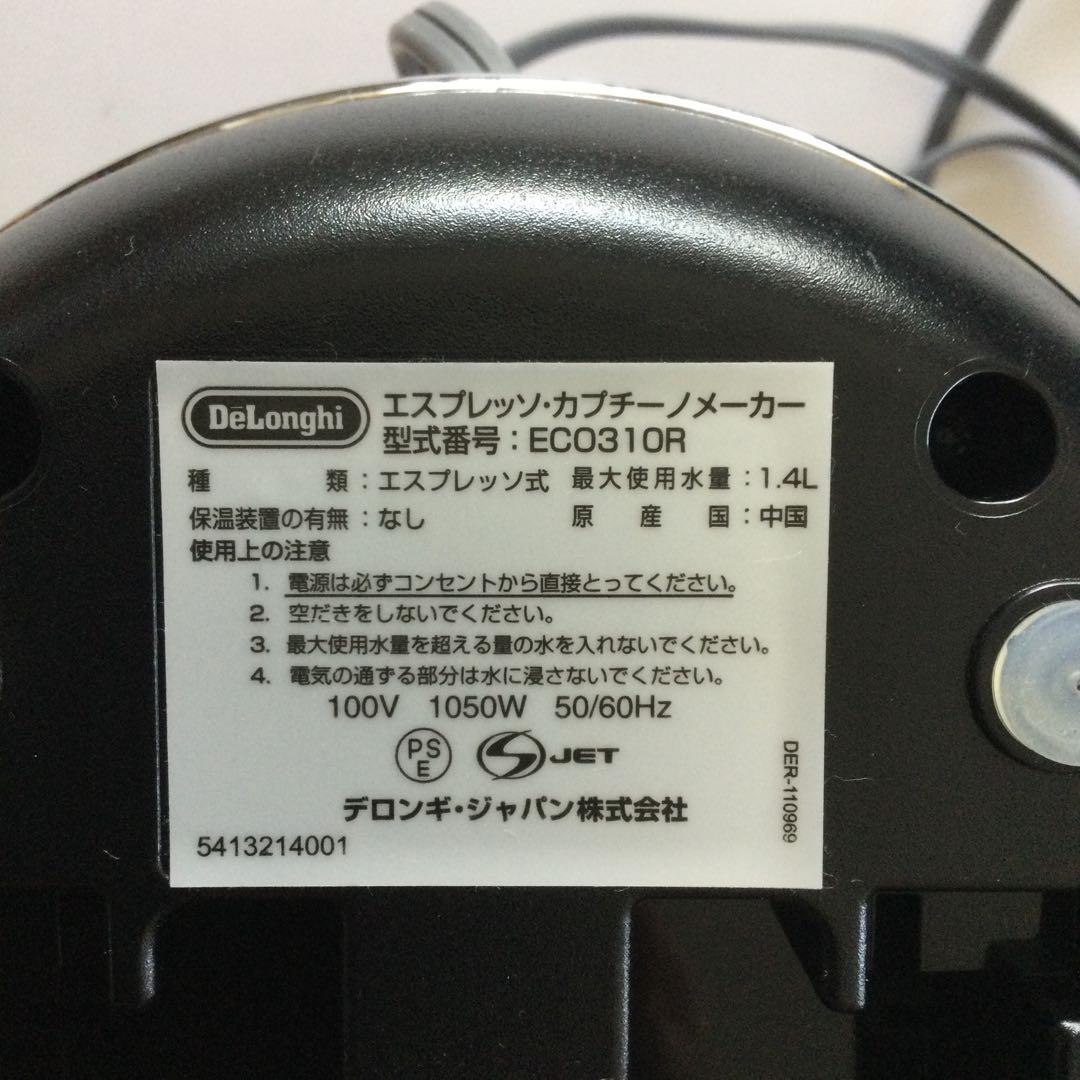 DeLonghi エスプレッソ・カプチーノメーカー
型式番号：ECO310R
種類：エスプレッソ式 最大使用水量：1.4L
保温装置の有無：なし 原産国：中国
使用上の注意
1. 電源は必ずコンセントから直接とってください。
2. 空だきをしないでください。
3. 最大使用水量を超える量の水を入れないでください。
4. 電気の通ずる部分は水に浸さないでください。
100V 1050W 50/60Hz
PSE JET
デロンギ・ジャパン株式会社
5413214001
DER-110969